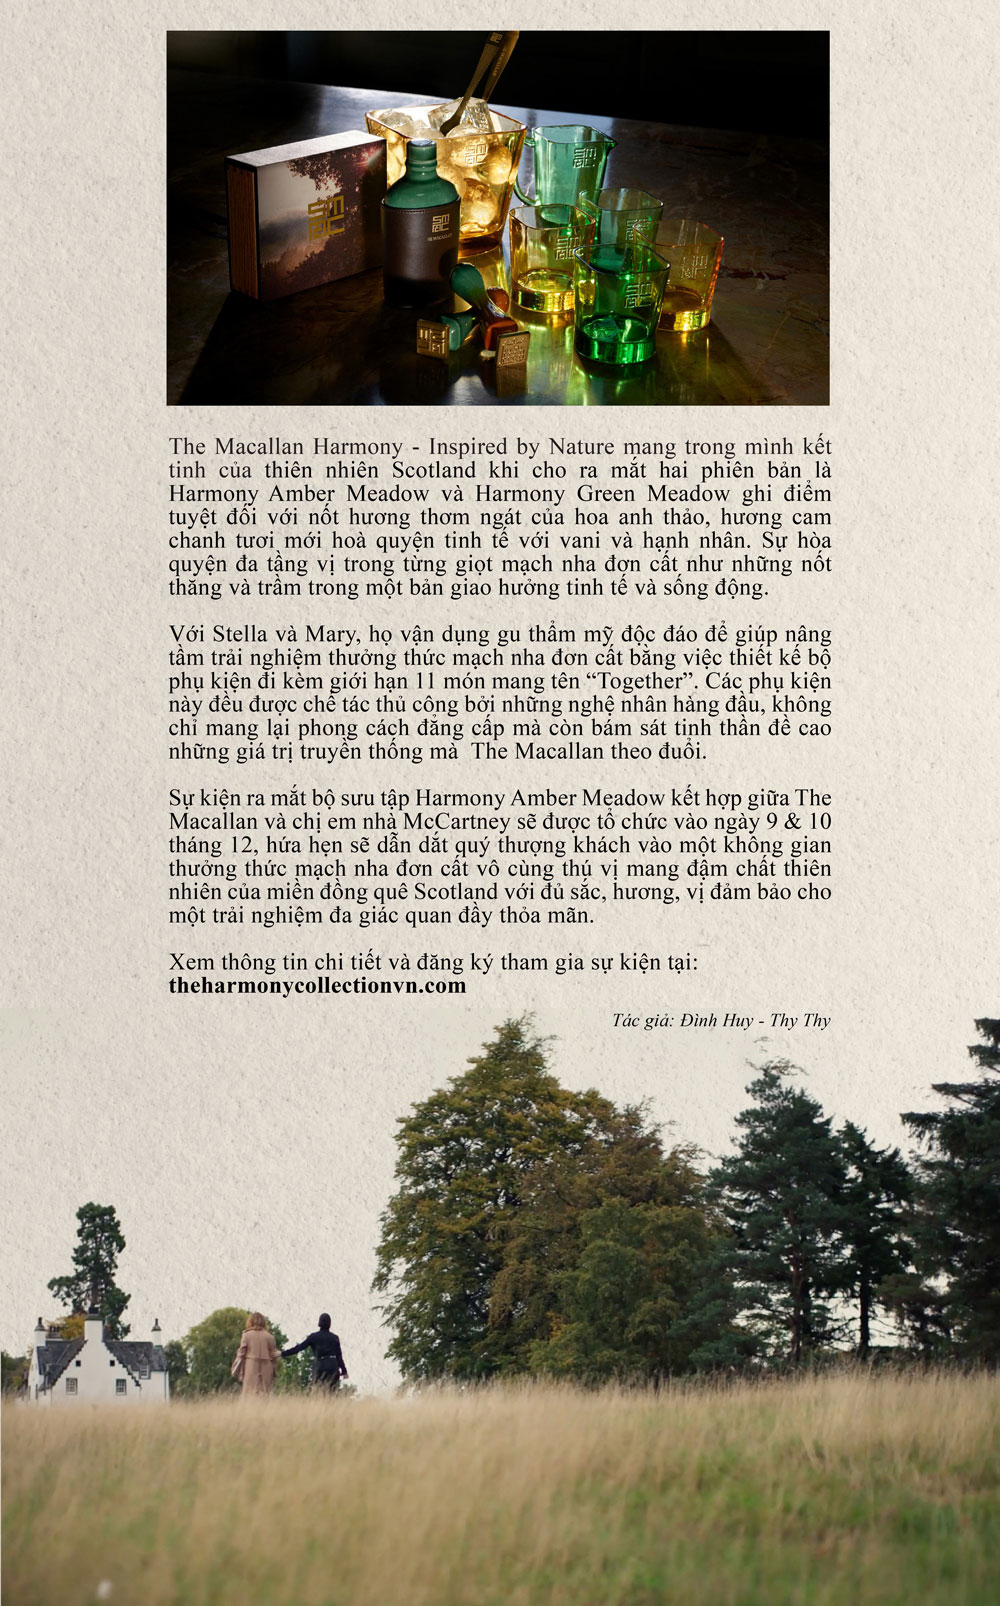 THE MACALLAN
The Macallan Harmony - Inspired by Nature mang trong mình kết
tinh của thiên nhiên Scotland khi cho ra mắt hai phiên bản là
Harmony Amber Meadow và Harmony Green Meadow ghi điểm
tuyệt đối với nốt hương thơm ngát của hoa anh thảo, hương cam
chanh tươi mới hoà quyện tinh tế với vani và hạnh nhân. Sự hòa
quyện đa tầng vị trong từng giọt mạch nha đơn cất như những nốt
thăng và trầm trong một bản giao hưởng tinh tế và sống động.
Với Stella và Mary, họ vận dụng gu thẩm mỹ độc đáo để giúp nâng
tầm trải nghiệm thưởng thức mạch nha đơn cất bằng việc thiết kế bộ
phụ kiện đi kèm giới hạn 11 món mang tên “Together”. Các phụ kiện
này đều được chế tác thủ công bởi những nghệ nhân hàng đầu, không
chỉ mang lại phong cách đẳng cấp mà còn bám sát tinh thần đề cao
những giá trị truyền thống mà  The Macallan theo đuổi.
Sự kiện ra mắt bộ sưu tập Harmony Amber Meadow kết hợp giữa The
Macallan và chị em nhà McCartney sẽ được tổ chức vào ngày 9 & 10
tháng 12, hứa hẹn sẽ dẫn dắt quý thượng khách vào một không gian
thưởng thức mạch nha đơn cất vô cùng thú vị mang đậm chất thiên
nhiên của miền đồng quê Scotland với đủ sắc, hương, vị đảm bảo cho
một trải nghiệm đa giác quan đầy thỏa mãn.
Xem thông tin chi tiết và đăng ký tham gia sự kiện tại:
theharmonycollectionvn.com
Tác giả: Đình Huy - Thy Thy